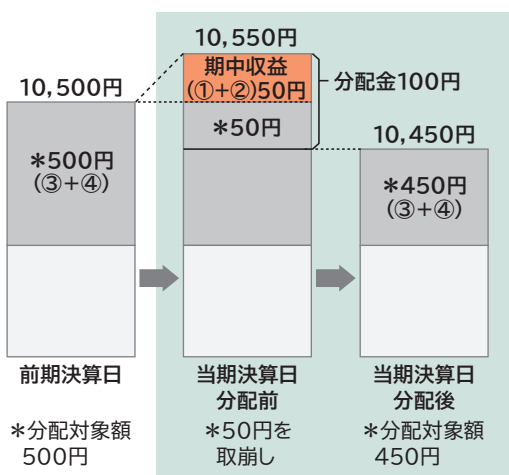 10,550円
期中収益
(①+②)50円
分配金100円
10,500円
＊50円
10,450円
＊500円
(③+④)
＊450円
(③+④)
前期決算日
当期決算日
分配前
当期決算日
分配後
＊分配対象額
500円
＊50円を
取崩し
＊分配対象額
450円